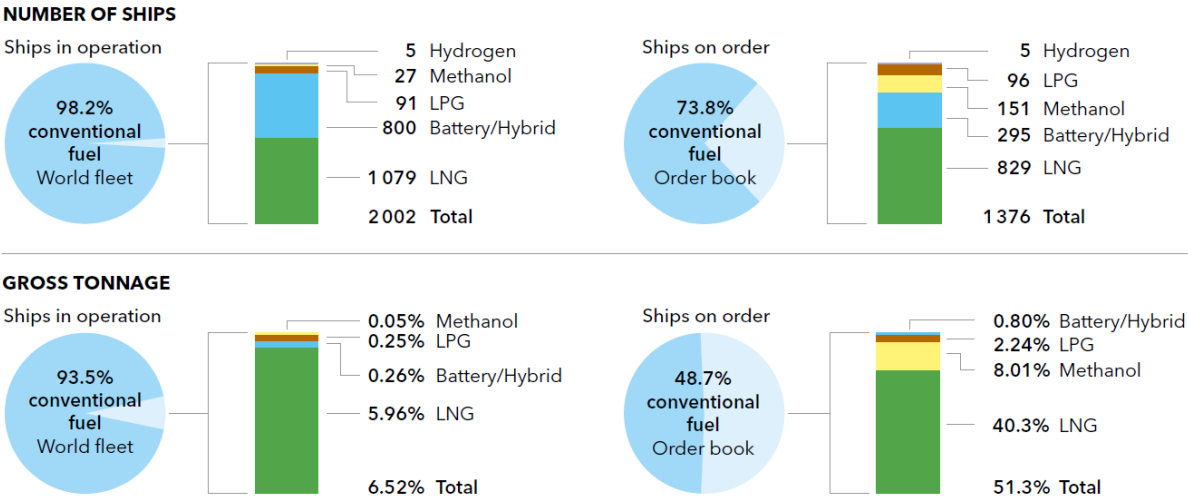 NUMBER OF SHIPS
Ships in operation
98.2%
conventional
fuel
World fleet
5 Hydrogen
27 Methanol
91 LPG
800 Battery/Hybrid
1 079 LNG
2 002 Total
Ships on order
73.8%
conventional
fuel
Order book
5 Hydrogen
96 LPG
151 Methanol
295 Battery/Hybrid
829 LNG
1 376 Total
GROSS TONNAGE
Ships in operation
93.5%
conventional
fuel
World fleet
0.05% Methanol
0.25% LPG
0.26% Battery/Hybrid
5.96% LNG
6.52% Total
Ships on order
48.7%
conventional
fuel
Order book
0.80% Battery/Hybrid
2.24% LPG
8.01% Methanol
40.3% LNG
51.3% Total